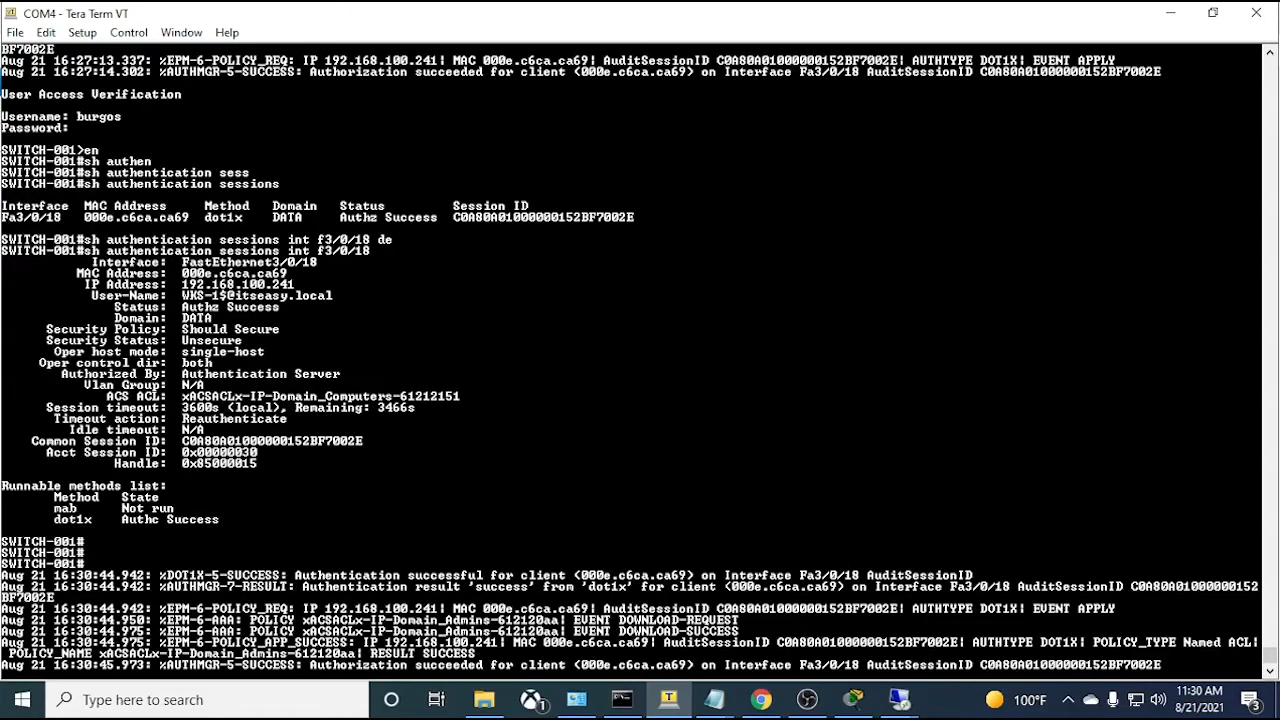 COM4 - Tera Term VT
File Edit Setup Control Window Help
BF7002E
Aug 21 16:27:13.337: %EPM-6-POLICY_REQ: IP 192.168.100.241| MAC 000e.c6ca.ca69| AuditSessionID C0A80A01000000152BF7002E| AUTHTYPE DOT1X| EVENT APPLY
Aug 21 16:27:14.302: %AUTHMGR-5-SUCCESS: Authorization succeeded for client (000e.c6ca.ca69) on Interface Fa3/0/18 AuditSessionID C0A80A01000000152BF7002E
User Access Verification
Username: burgos
Password:
SWITCH-001>en
SWITCH-001#sh authen
SWITCH-001#sh authentication sess
SWITCH-001#sh authentication sessions
Interface MAC Address Method Domain Status Session ID
Fa3/0/18 000e.c6ca.ca69 dot1x DATA Authz Success C0A80A01000000152BF7002E
SWITCH-001#sh authentication sessions int f3/0/18 de
SWITCH-001#sh authentication sessions int f3/0/18
Interface: FastEthernet3/0/18
MAC Address: 000e.c6ca.ca69
IP Address: 192.168.100.241
User-Name: WKS-1$@itseasy.local
Status: Authz Success
Domain: DATA
Security Policy: Should Secure
Security Status: Unsecure
Oper host mode: single-host
Oper control dir: both
Authorized By: Authentication Server
Vlan Group: N/A
ACS ACL: xACSACLx-IP-Domain_Computers-61212151
Session timeout: 3600s (local), Remaining: 3466s
Timeout action: Reauthenticate
Idle timeout: N/A
Common Session ID: C0A80A01000000152BF7002E
Acct Session ID: 0x00000030
Handle: 0x85000015
Runnable methods list:
Method State
mab Not run
dot1x Authc Success
SWITCH-001#
SWITCH-001#
SWITCH-001#
Aug 21 16:30:44.942: %DOT1X-5-SUCCESS: Authentication successful for client (000e.c6ca.ca69) on Interface Fa3/0/18 AuditSessionID
Aug 21 16:30:44.942: %AUTHMGR-7-RESULT: Authentication result 'success' from 'dot1x' for client (000e.c6ca.ca69) on Interface Fa3/0/18 AuditSessionID C0A80A01000000152
BF7002E
Aug 21 16:30:44.942: %EPM-6-POLICY_REQ: IP 192.168.100.241| MAC 000e.c6ca.ca69| AuditSessionID C0A80A01000000152BF7002E| AUTHTYPE DOT1X| EVENT APPLY
Aug 21 16:30:44.950: %EPM-6-AAA: POLICY xACSACLx-IP-Domain_Admins-612120aa| EVENT DOWNLOAD-REQUEST
Aug 21 16:30:44.975: %EPM-6-AAA: POLICY xACSACLx-IP-Domain_Admins-612120aa| EVENT DOWNLOAD-SUCCESS
Aug 21 16:30:44.975: %EPM-6-POLICY_APP_SUCCESS: IP 192.168.100.241| MAC 000e.c6ca.ca69| AuditSessionID C0A80A01000000152BF7002E| AUTHTYPE DOT1X| POLICY_TYPE Named ACL|
POLICY_NAME xACSACLx-IP-Domain_Admins-612120aa| RESULT SUCCESS
Aug 21 16:30:45.973: %AUTHMGR-5-SUCCESS: Authorization succeeded for client (000e.c6ca.ca69) on Interface Fa3/0/18 AuditSessionID C0A80A01000000152BF7002E
Type here to search
1
100°F
11:30 AM
8/21/2021
3